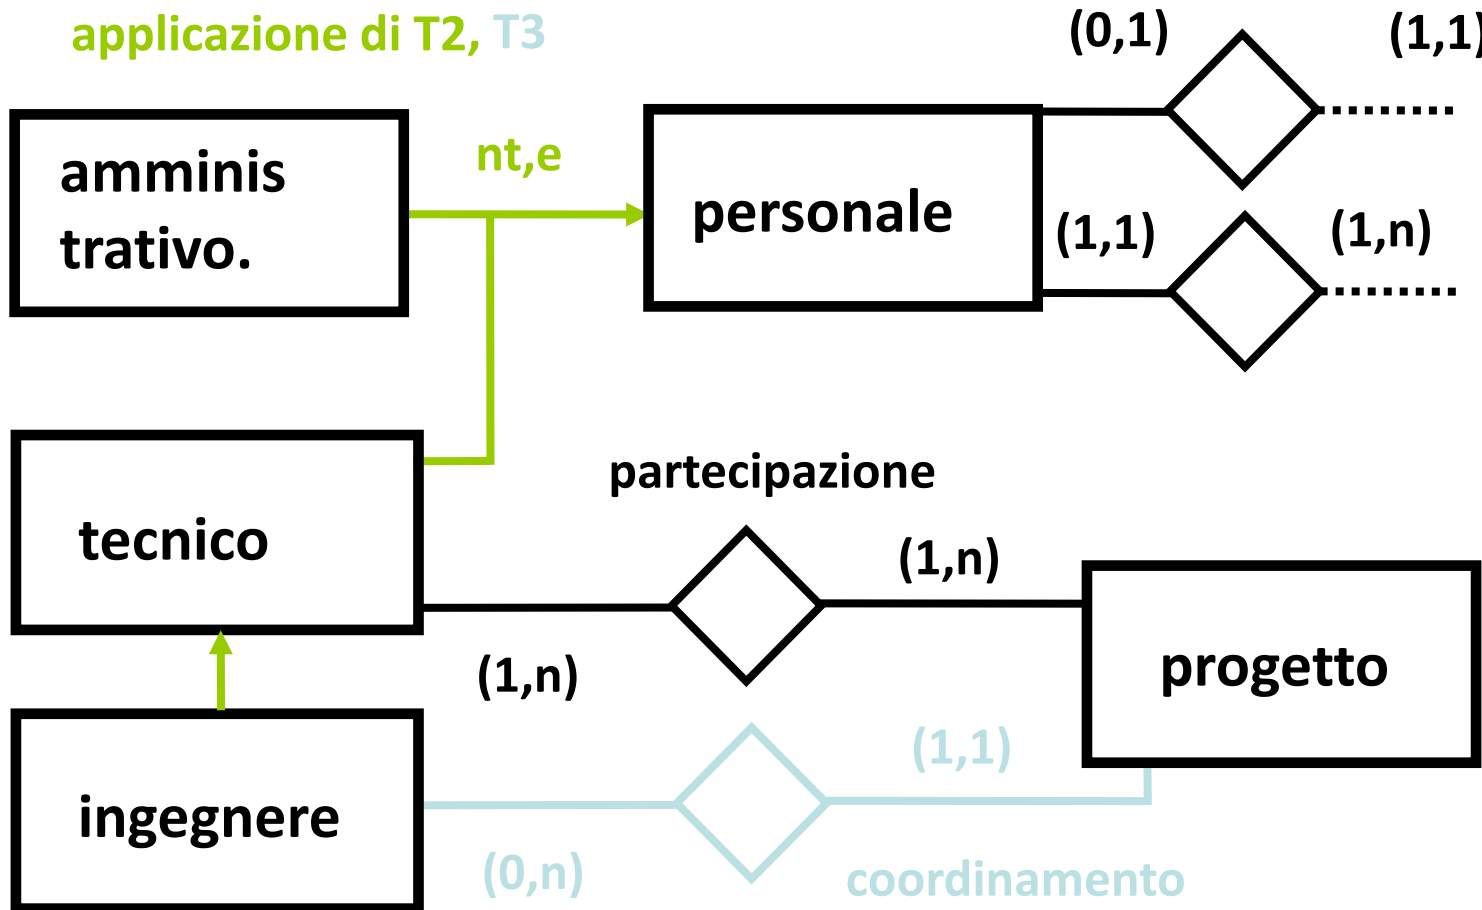 applicazione di T2, T3
(0,1)
(1,1)
amminis
trativo.
nt,e
personale
(1,1)
(1,n)
partecipazione
tecnico
(1,n)
(1,n)
progetto
ingegnere
(1,1)
(0,n)
coordinamento